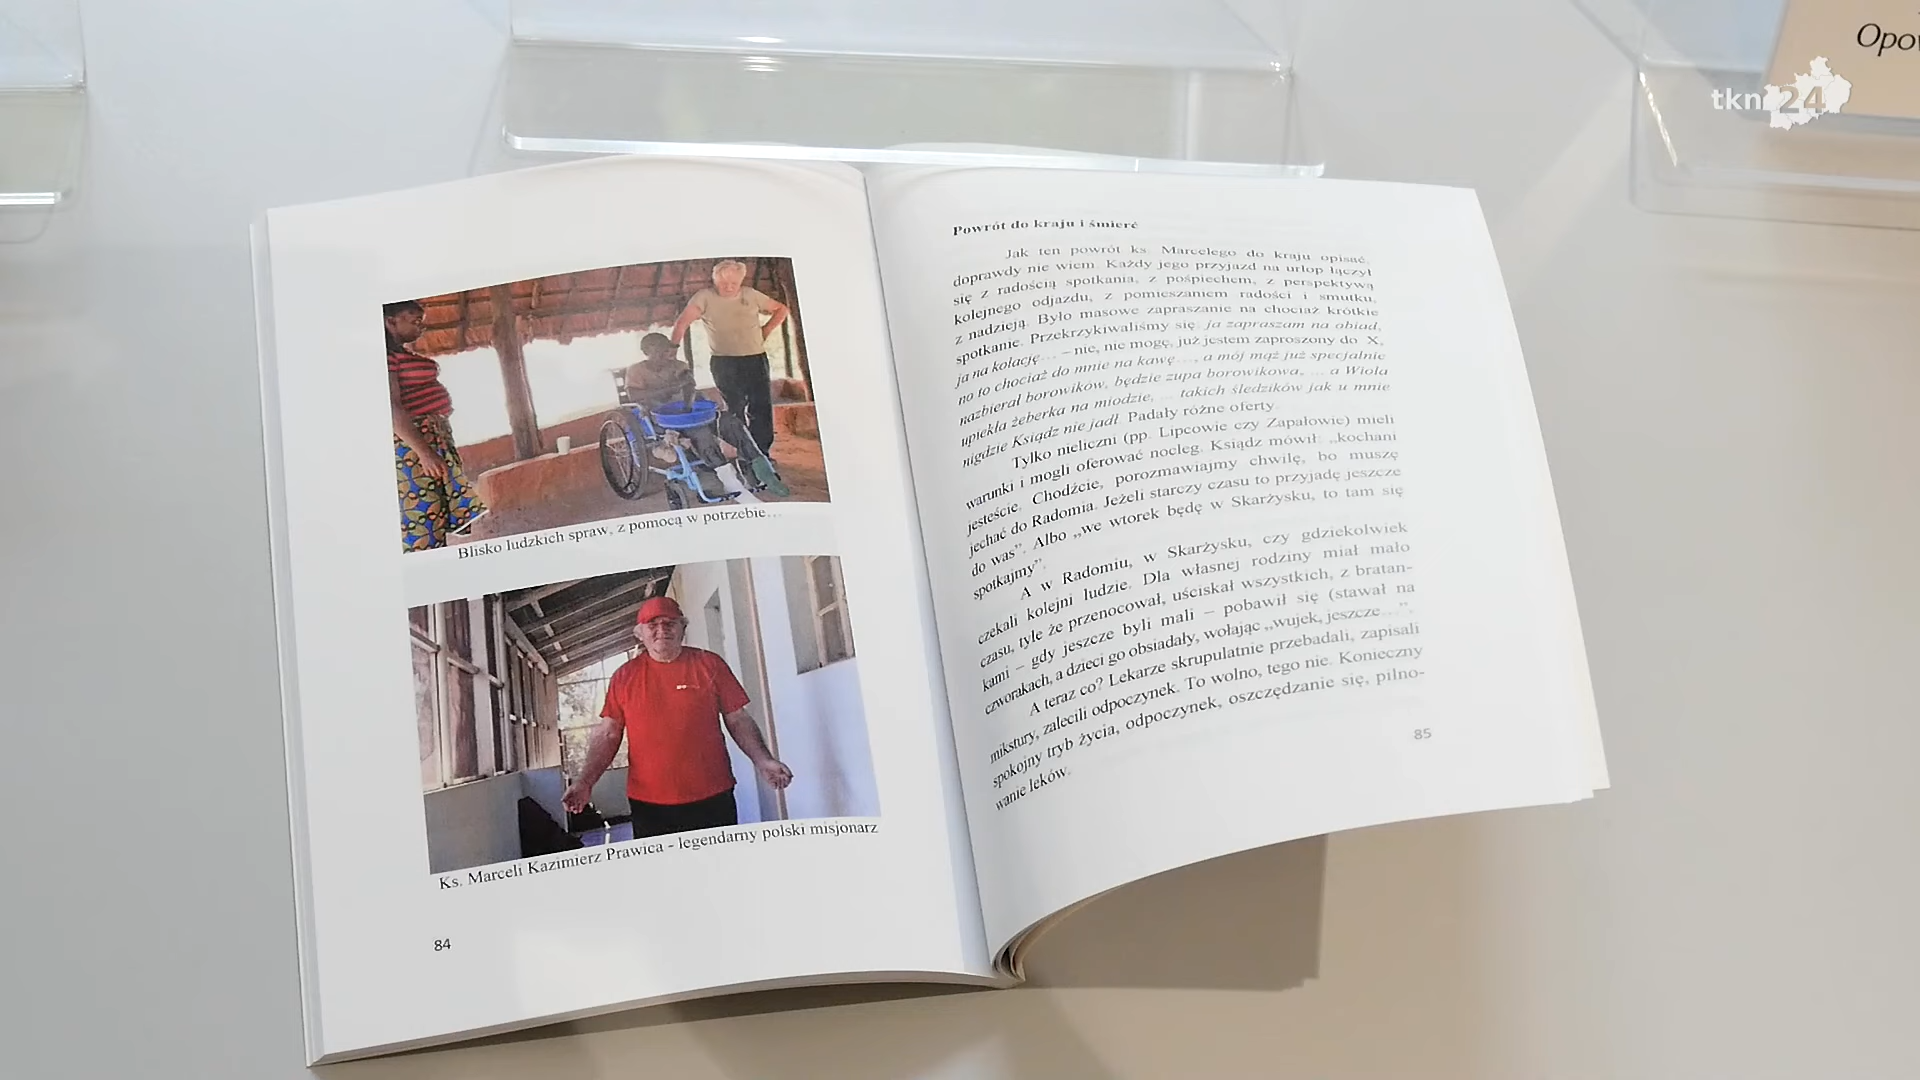 Opow
tkn24
Blisko ludzkich spraw, z pomocą w potrzebie…
Ks. Marceli Kazimierz Prawica - legendarny polski misjonarz
84
Powrót do kraju i śmierć
Jak ten powrót ks. Marcelego do kraju opisać,
doprawdy nie wiem. Każdy jego przyjazd na urlop łączył
się z radością spotkania, z pośpiechem, z perspektywą
kolejnego odjazdu, z pomieszaniem radości i smutku,
z nadzieją. Było masowe zapraszanie na chociaż krótkie
spotkanie. Przekrzykiwaliśmy się: ja zapraszam na obiad,
ja na kolację… – nie, nie mogę, już jestem zaproszony do X,
no to chociaż do mnie na kawę…, a mój mąż już specjalnie
nazbierał borowików, będzie zupa borowikowa, … a Wiola
upiekła żeberka na miodzie, … takich śledzików jak u mnie
nigdzie Ksiądz nie jadł. Padały różne oferty.
Tylko nieliczni (pp. Lipcowie czy Zapałowie) mieli
warunki i mogli oferować nocleg. Ksiądz mówił: „kochani
jesteście. Chodźcie, porozmawiajmy chwilę, bo muszę
jechać do Radomia. Jeżeli starczy czasu to przyjadę jeszcze
do was”. Albo „we wtorek będę w Skarżysku, to tam się
spotkajmy”.
A w Radomiu, w Skarżysku, czy gdziekolwiek
czekali kolejni ludzie. Dla własnej rodziny miał mało
czasu, tyle że przenocował, uściskał wszystkich, z bratan-
kami – gdy jeszcze byli mali – pobawił się (stawał na
czworakach, a dzieci go obsiadały, wołając „wujek, jeszcze…”.
A teraz co? Lekarze skrupulatnie przebadali, zapisali
mikstury, zalecili odpoczynek. To wolno, tego nie. Konieczny
spokojny tryb życia, odpoczynek, oszczędzanie się, pilno-
wanie leków.
85